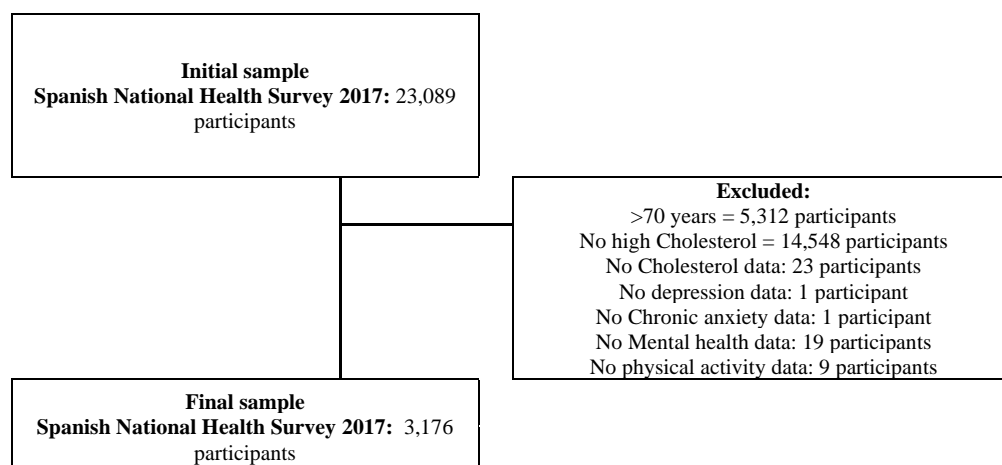 Initial sample
Spanish National Health Survey 2017: 23,089
participants
Excluded:
>70 years = 5,312 participants
No high Cholesterol = 14,548 participants
No Cholesterol data: 23 participants
No depression data: 1 participant
No Chronic anxiety data: 1 participant
No Mental health data: 19 participants
No physical activity data: 9 participants
Final sample
Spanish National Health Survey 2017: 3,176
participants